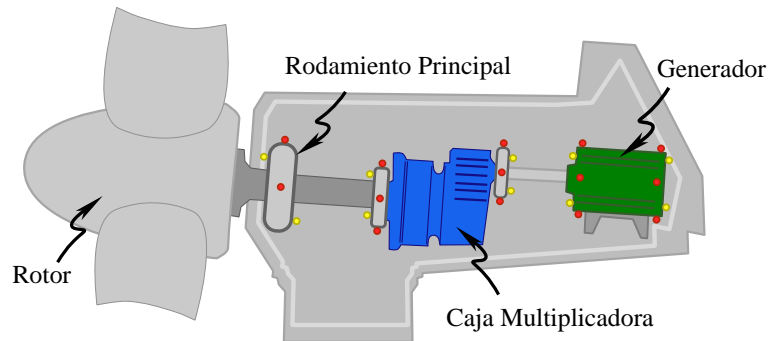 Rodamiento Principal
Generador
Rotor
Caja Multiplicadora